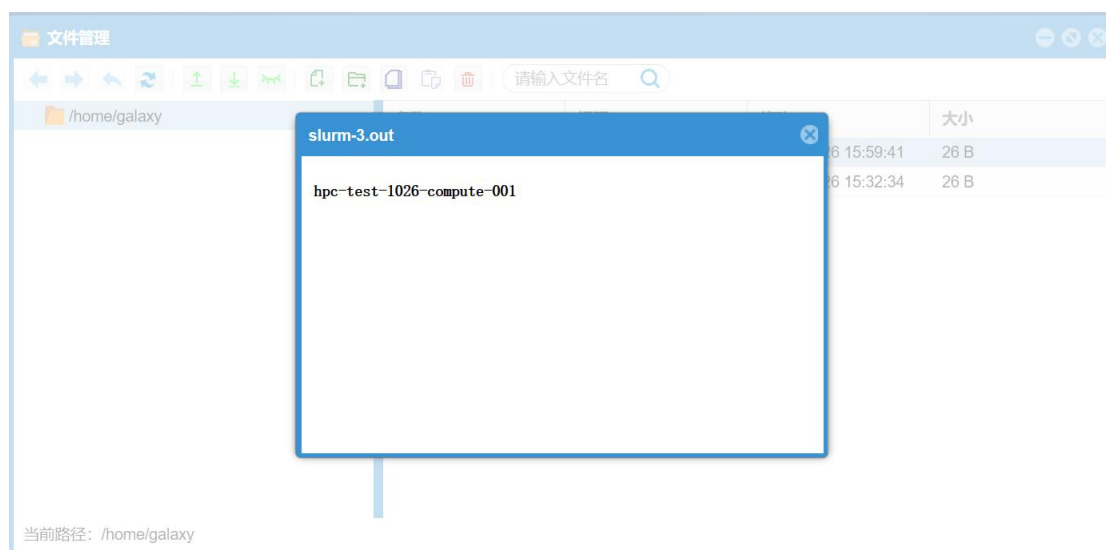 文件管理
请输入文件名
/home/galaxy
大小
slurm-3.out
6 15:59:41 26 B
hpc-test-1026-compute-001
6 15:32:34 26 B
当前路径：/home/galaxy